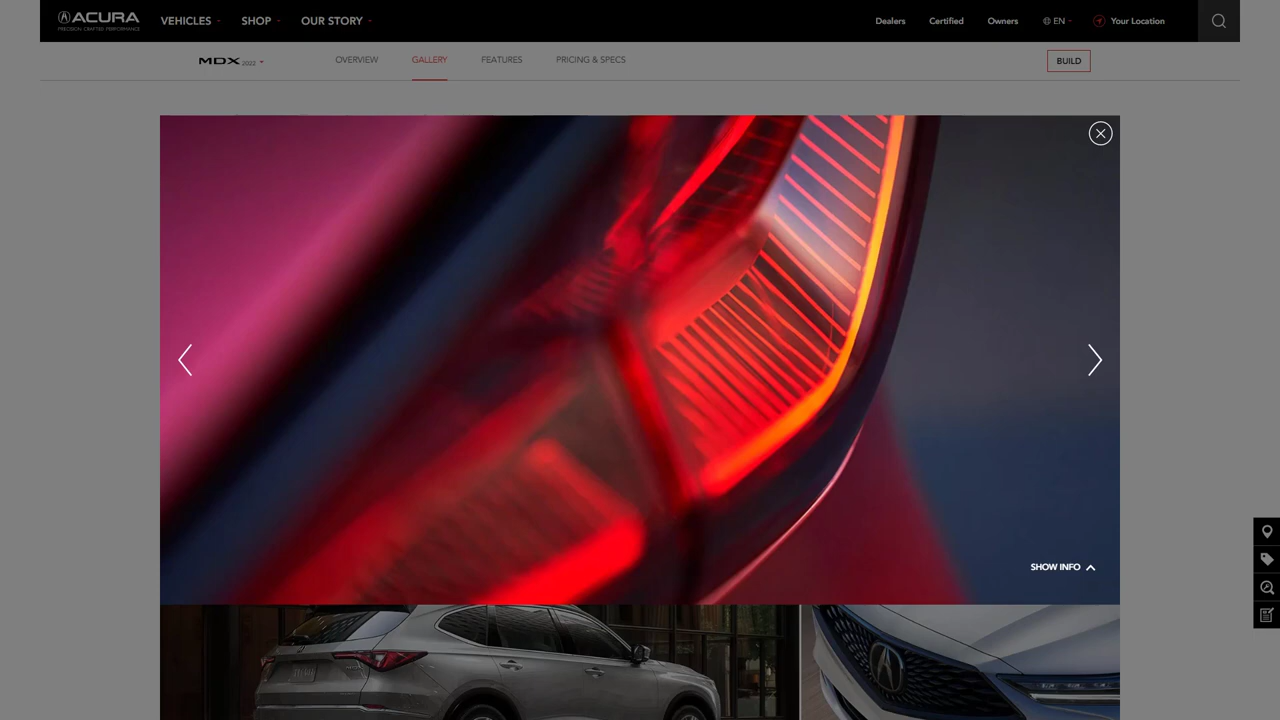 ACURA
PRECISION CRAFTED PERFORMANCE
VEHICLES
SHOP
OUR STORY
Dealers
Certified
Owners
EN
Your Location
MDX 2022
OVERVIEW
GALLERY
FEATURES
PRICING & SPECS
BUILD
SHOW INFO